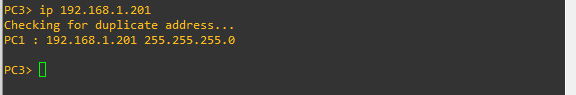 PC3> ip 192.168.1.201
Checking for duplicate address...
PC1 : 192.168.1.201 255.255.255.0
PC3>